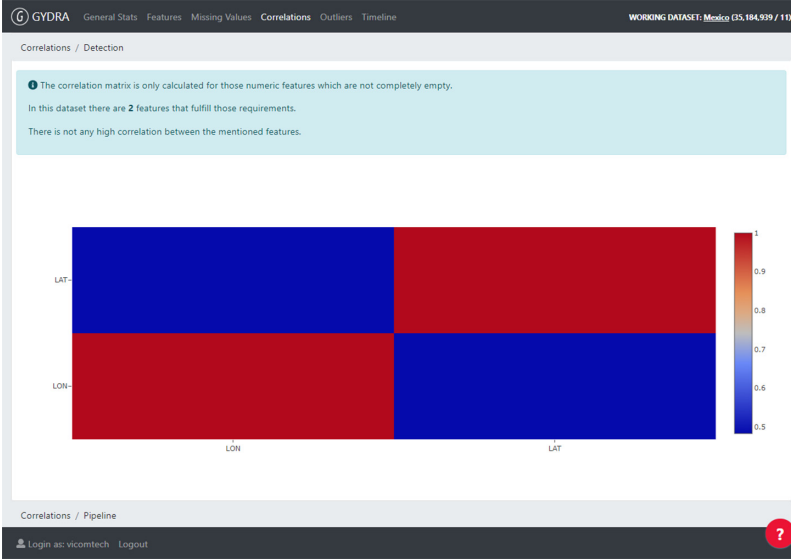 G GYDRA General Stats Features Missing Values Correlations Outliers Timeline WORKING DATASET: Mexico (35,184,939 / 11)
Correlations / Detection
The correlation matrix is only calculated for those numeric features which are not completely empty.
In this dataset there are 2 features that fulfill those requirements.
There is not any high correlation between the mentioned features.
1
0.9
LAT
0.8
0.7
0.6
LON
0.5
LON LAT
Correlations / Pipeline
?
Login as: vicomtech Logout